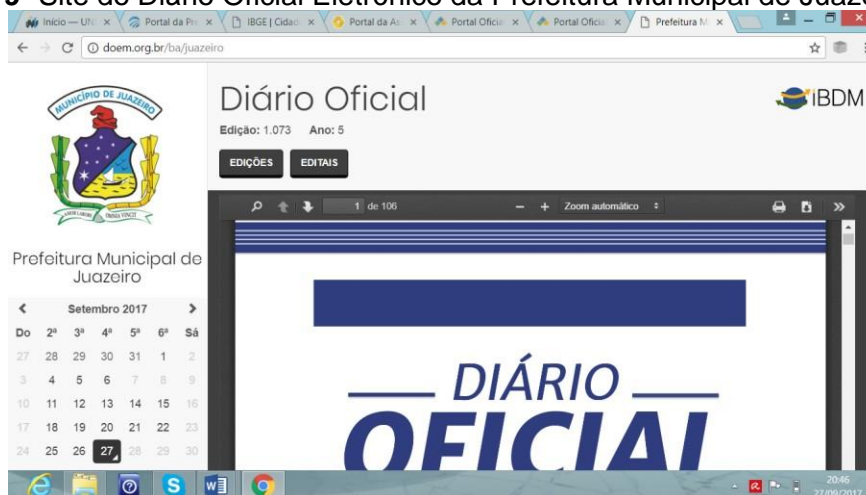 Site do Diário Oficial Eletrônico da Prefeitura Municipal de
Início — UN
Portal da Pre
IBGE | Cidad
Portal da As
Portal Oficia
Portal Oficia
Prefeitura M
doem.org.br/ba/juazeiro
MUNICÍPIO DE JUAZEIRO
Diário Oficial
iBDM
Edição: 1.073 Ano: 5
EDIÇÕES EDITAIS
1 de 106
Zoom automático
Prefeitura Municipal de
Juazeiro
Setembro 2017
Do 2ª 3ª 4ª 5ª 6ª Sá
27 28 29 30 31 1 2
3 4 5 6 7 8 9
10 11 12 13 14 15 16
17 18 19 20 21 22 23
24 25 26 27 28 29 30
DIÁRIO
OFICIAL
20:46
27/09/2017